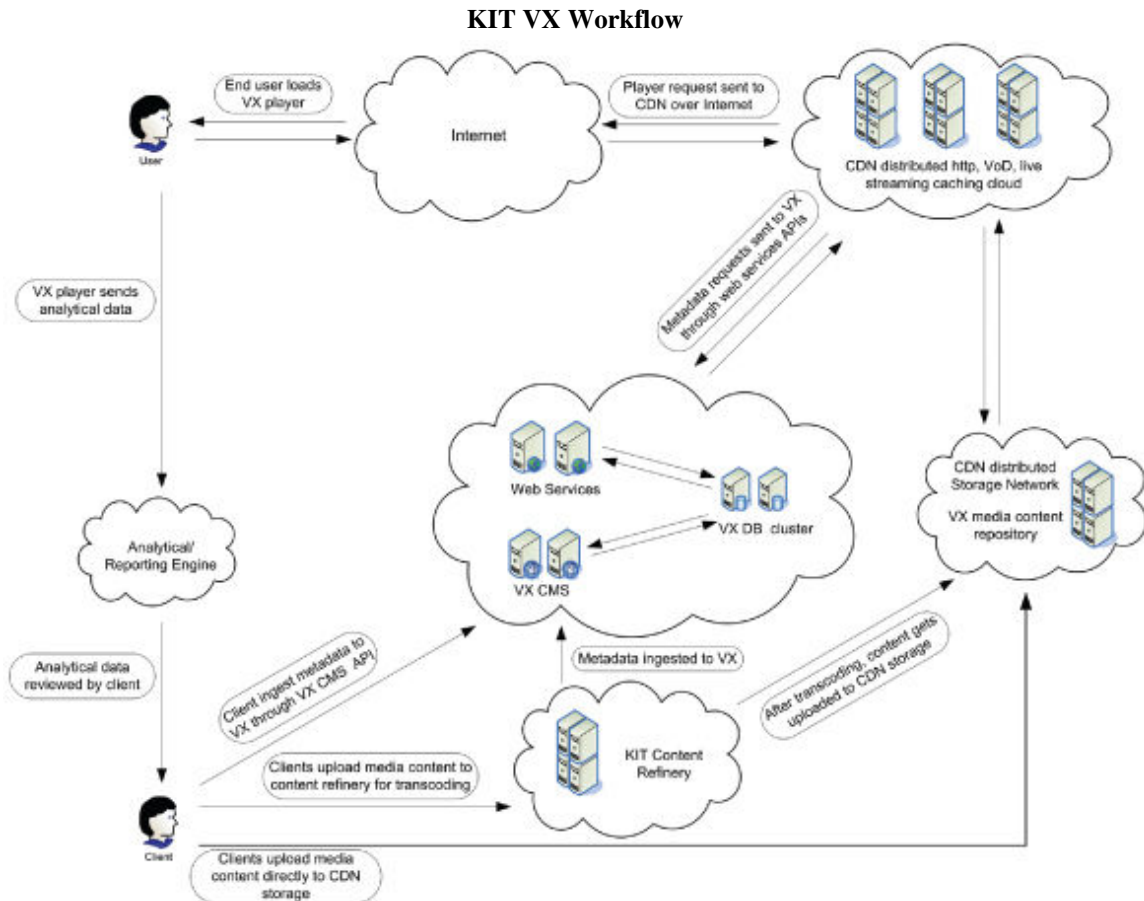 KIT VX Workflow
End user loads
VX player
Player request sent to
CDN over Internet
Internet
User
CDN distributed http, VoD, live
streaming caching cloud
Metadata requests sent to VX
through web services APIs
VX player sends
analytical data
Web Services
VX DB cluster
VX CMS
CDN distributed
Storage Network
VX media content
repository
Analytical/
Reporting Engine
Analytical data
reviewed by client
Client ingest metadata to
VX through VX CMS API
Metadata ingested to VX
After transcoding, content gets
uploaded to CDN storage
Clients upload media content to
content refinery for transcoding
KIT Content
Refinery
Client
Clients upload media
content directly to CDN
storage